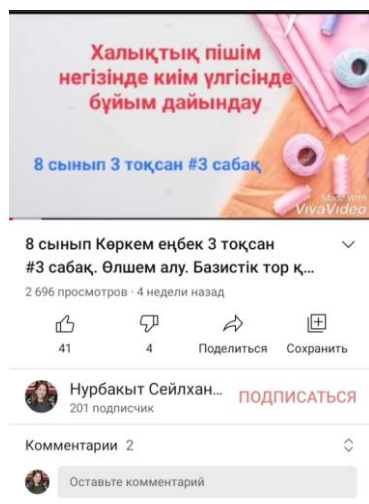 Халықтық пішім
негізінде киім үлгісінде
бұйым дайындау
8 сынып 3 тоқсан #3 сабақ
Made With
VivaVideo
8 сынып Көркем еңбек 3 тоқсан
#3 сабақ. Өлшем алу. Базистік тор қ...
2 696 просмотров · 4 недели назад
41
4
Поделиться
Сохранить
Нурбакыт Сейлхан...
ПОДПИСАТЬСЯ
201 подписчик
Комментарии 2
Оставьте комментарий